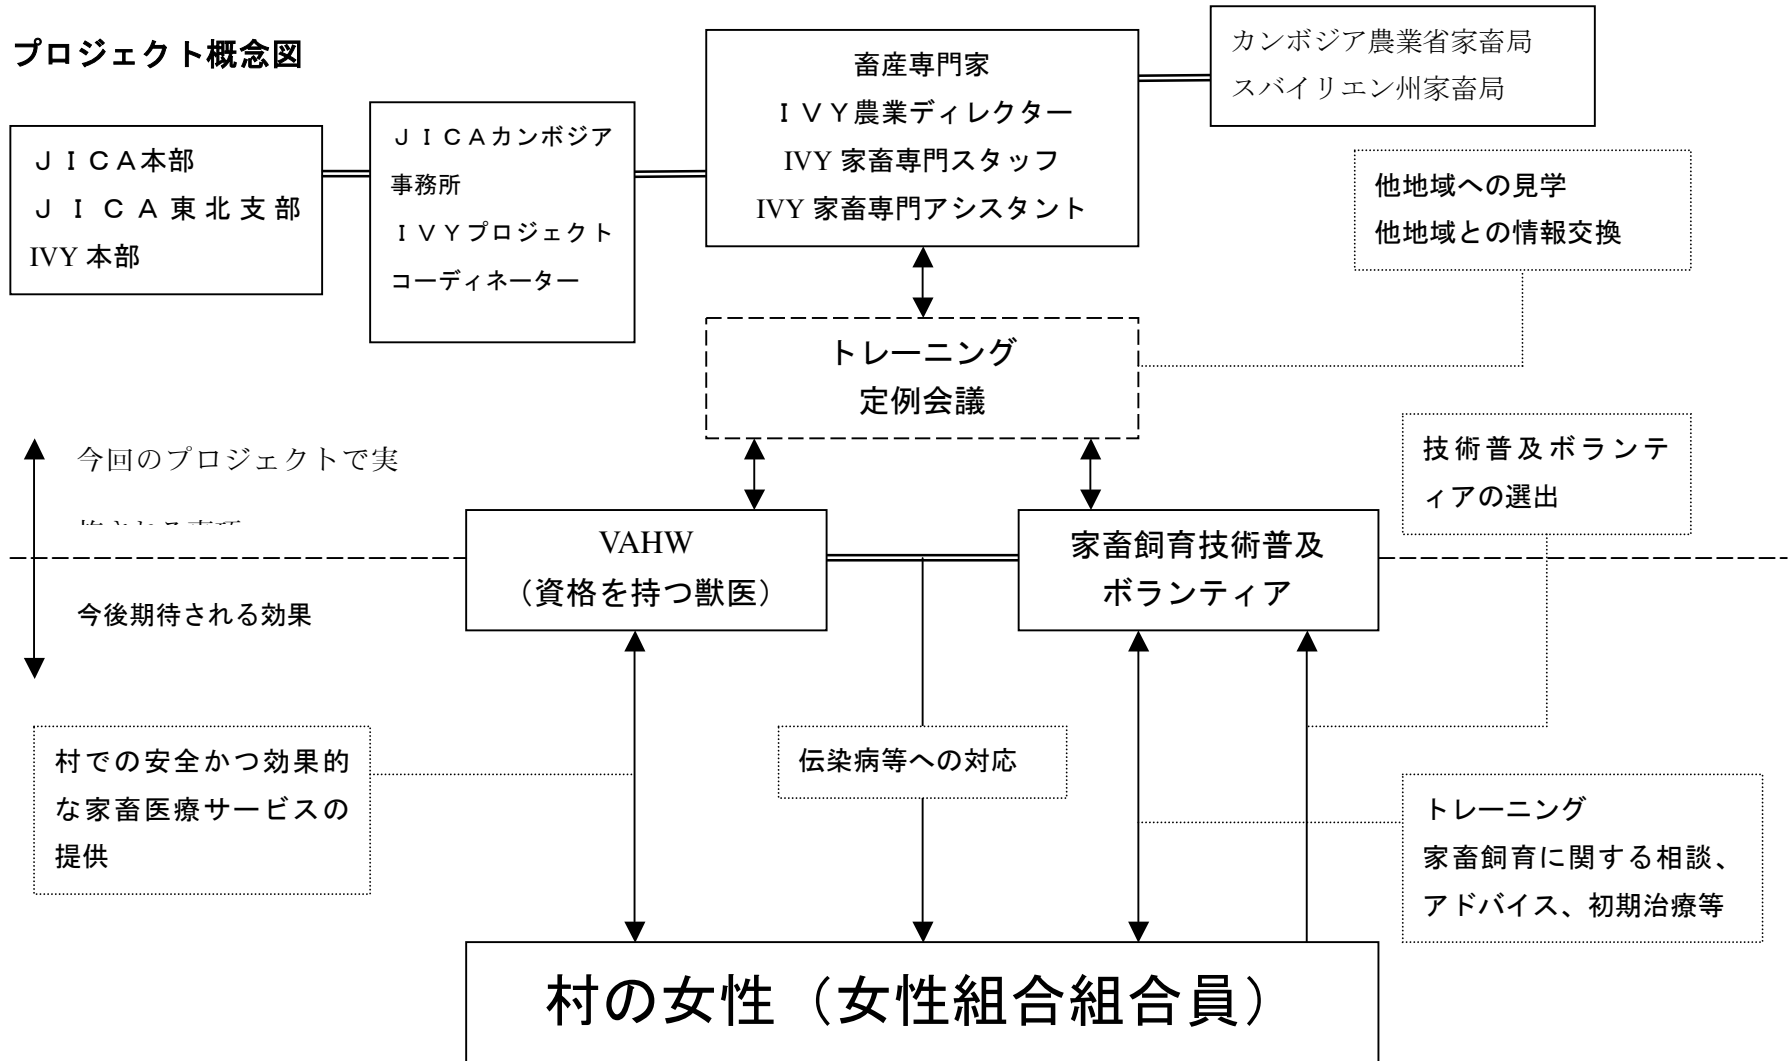 プロジェクト概念図
ＪＩＣＡ本部
ＪＩＣＡ東北支部
IVY 本部
ＪＩＣＡカンボジア
事務所
ＩＶＹプロジェクト
コーディネーター
畜産専門家
ＩＶＹ農業ディレクター
IVY 家畜専門スタッフ
IVY 家畜専門アシスタント
カンボジア農業省家畜局
スバイリエン州家畜局
他地域への見学
他地域との情報交換
トレーニング
定例会議
技術普及ボランテ
ィアの選出
今回のプロジェクトで実
今後期待される効果
VAHW
（資格を持つ獣医）
家畜飼育技術普及
ボランティア
村での安全かつ効果的
な家畜医療サービスの
提供
伝染病等への対応
トレーニング
家畜飼育に関する相談、
アドバイス、初期治療等
村の女性（女性組合組合員）